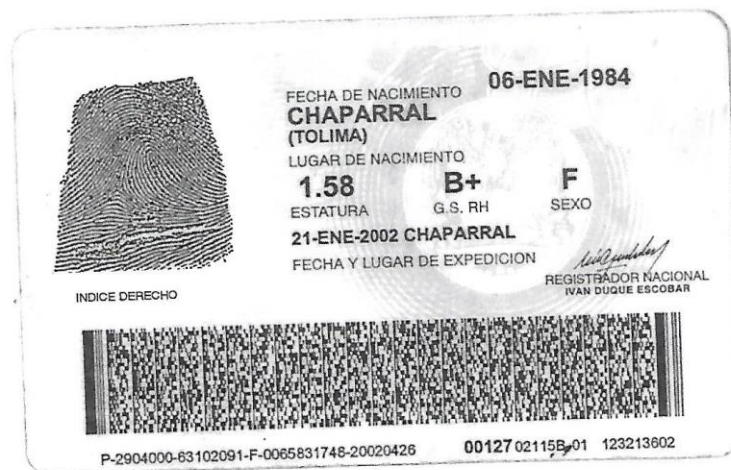 FECHA DE NACIMIENTO 06-ENE-1984
CHAPARRAL
(TOLIMA)
LUGAR DE NACIMIENTO
1.58 B+ F
ESTATURA G.S. RH SEXO
21-ENE-2002 CHAPARRAL
FECHA Y LUGAR DE EXPEDICION
REGISTRADOR NACIONAL
IVAN DUQUE ESCOBAR
INDICE DERECHO
P-2904000-63102091-F-0065831748-20020426 00127 02115B 01 123213602